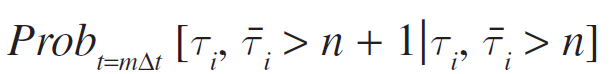 Prob_{t=mΔt} [τ_i, τ̄_i > n + 1|τ_i, τ̄_i > n]